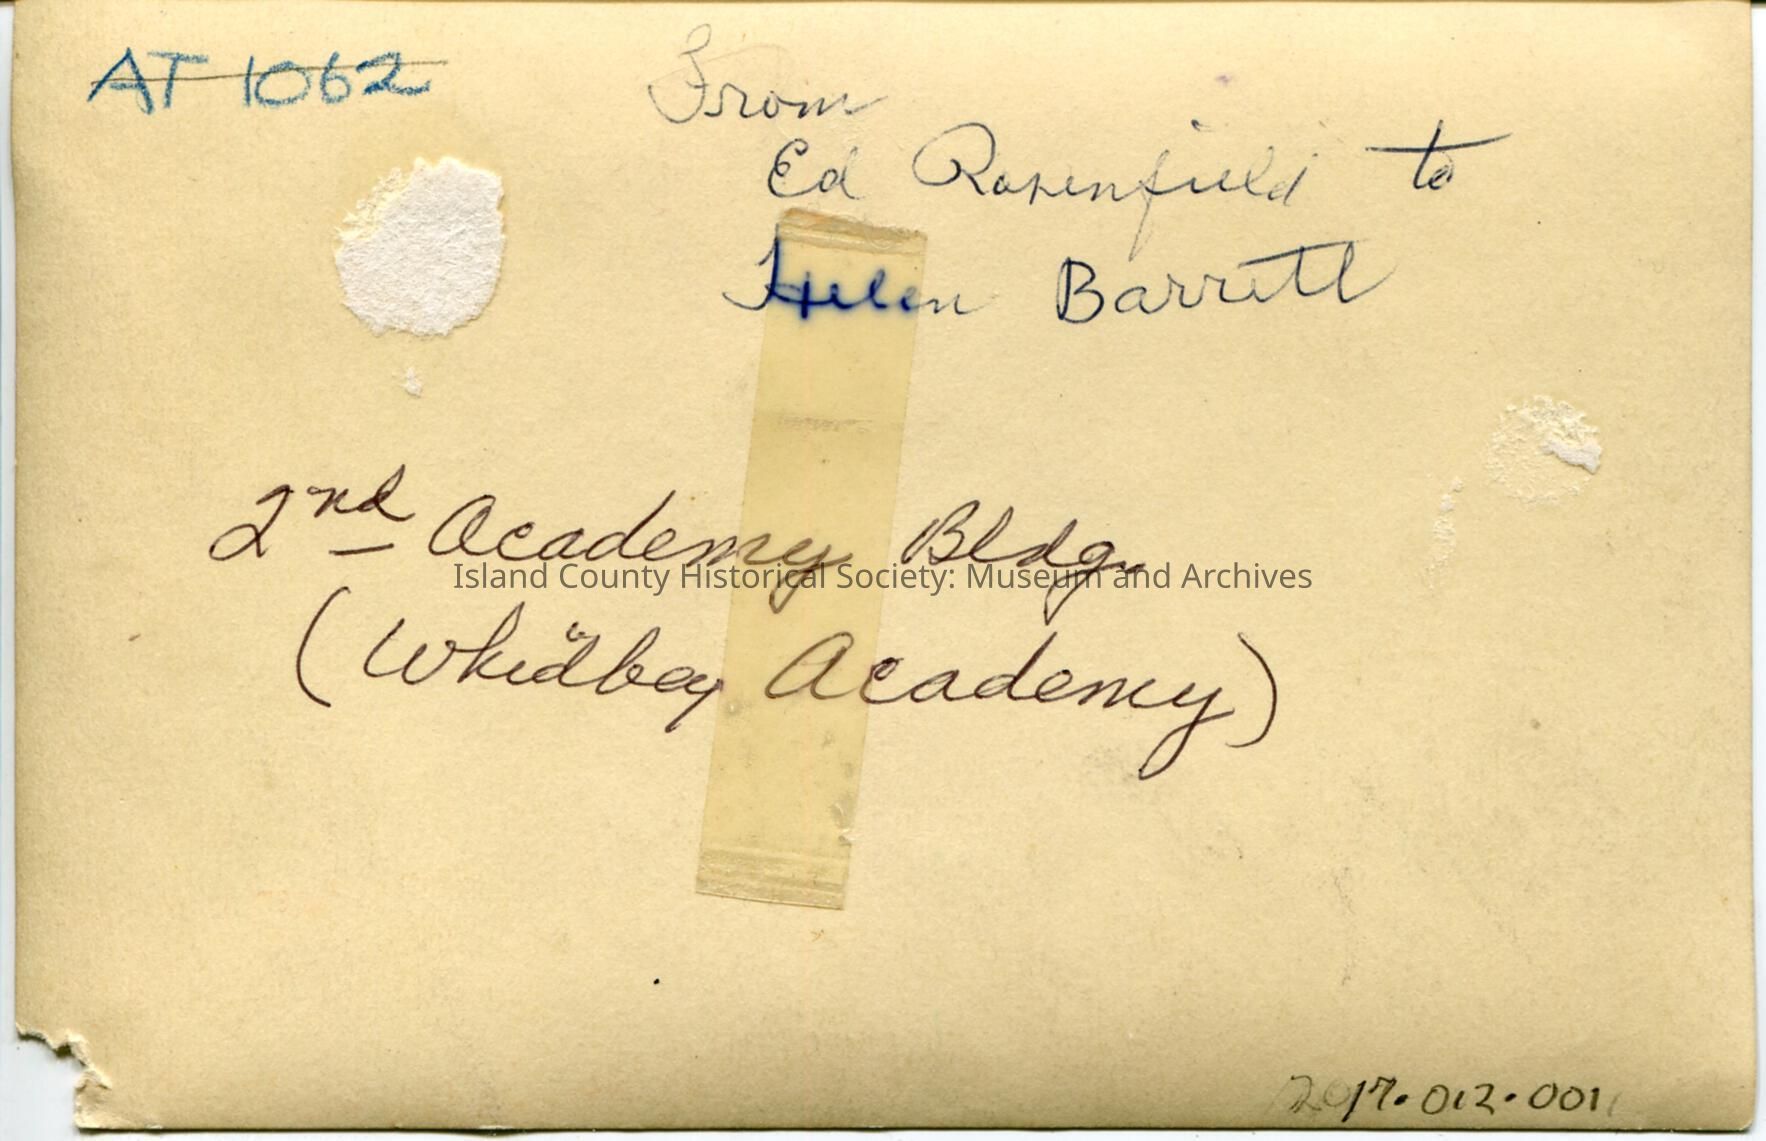 AT 1062
From
Ed Rosenfield to
Helen Barrett
2nd Academy Bldg.
Island County Historical Society: Museum and Archives
(Whidbey Academy)
2017.012.001